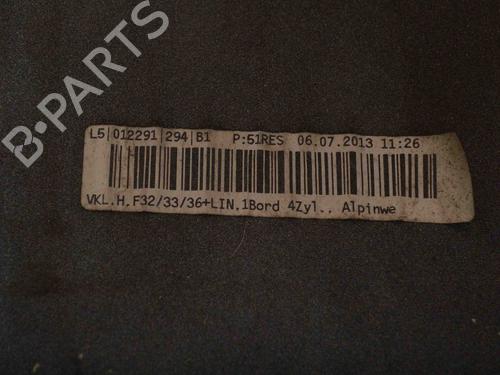 B-PARTS
L5|012291|294|B1 P:51RES 06.07.2013 11:26
VKL.H.F32/33/36+LIN.1Bord 4Zyl.. Alpinwe